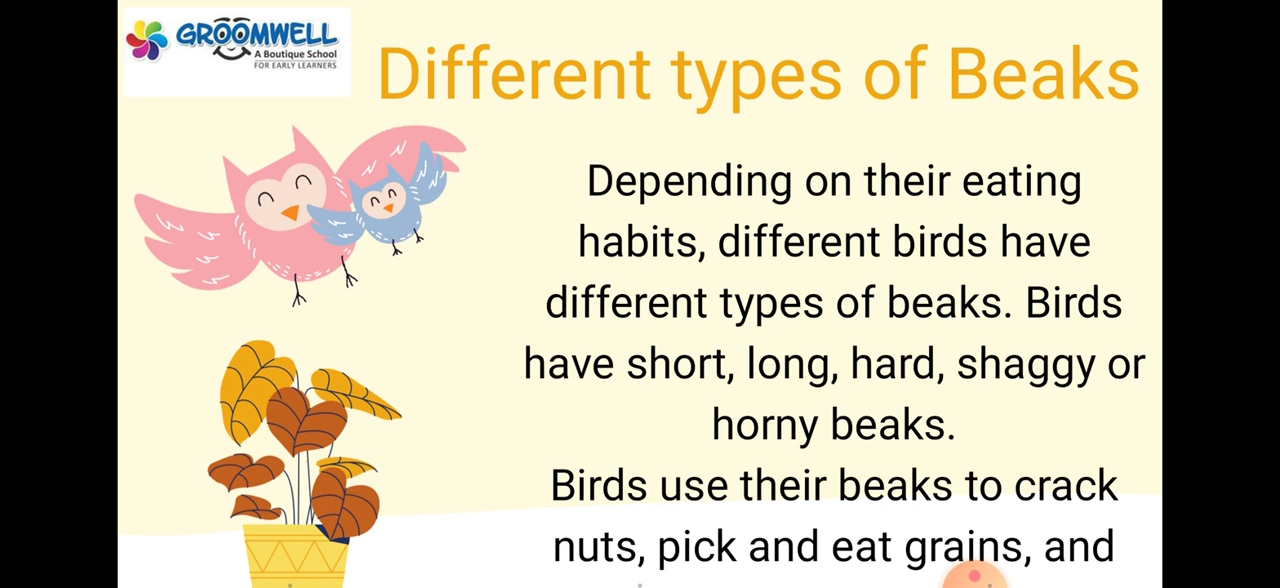 GROOMWELL
A Boutique School
FOR EARLY LEARNERS
Different types of Beaks
Depending on their eating
habits, different birds have
different types of beaks. Birds
have short, long, hard, shaggy or
horny beaks.
Birds use their beaks to crack
nuts, pick and eat grains, and